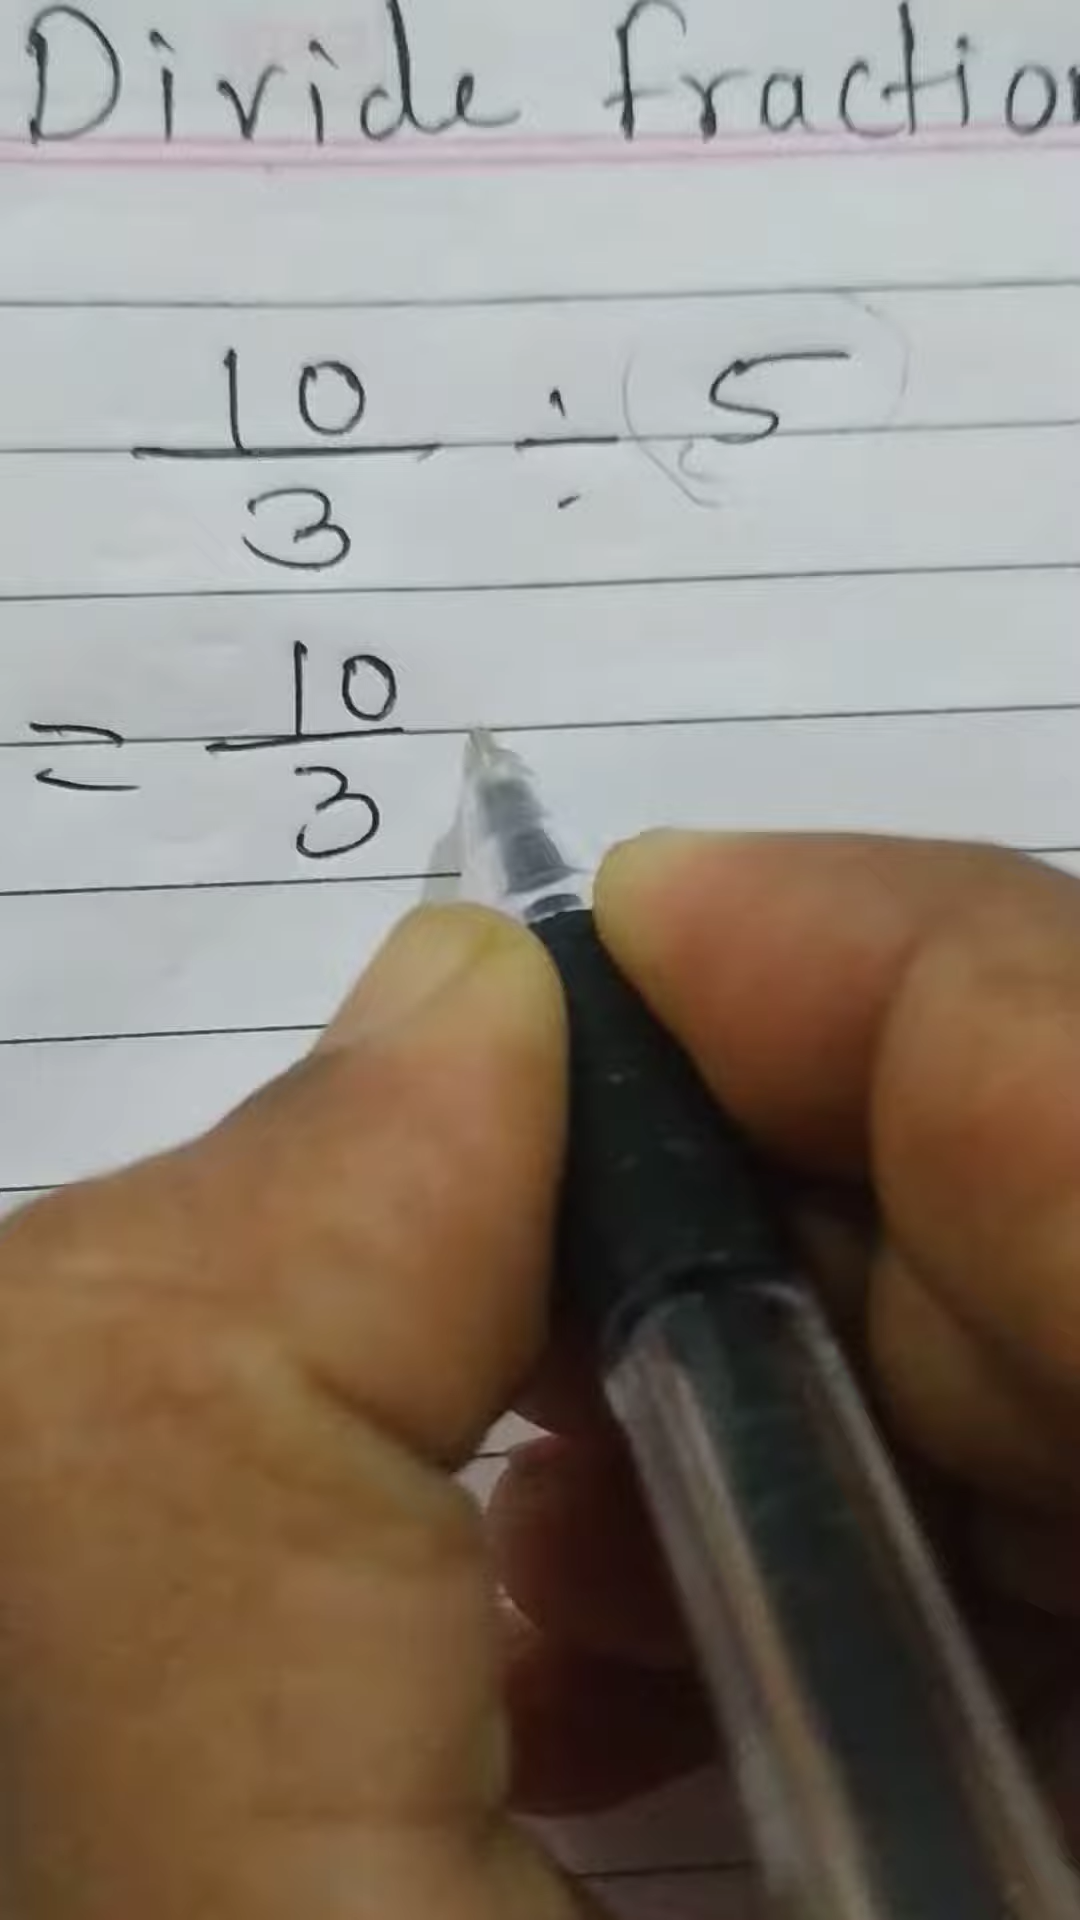 Divide fraction
10/3 ÷ 5
= 10/3